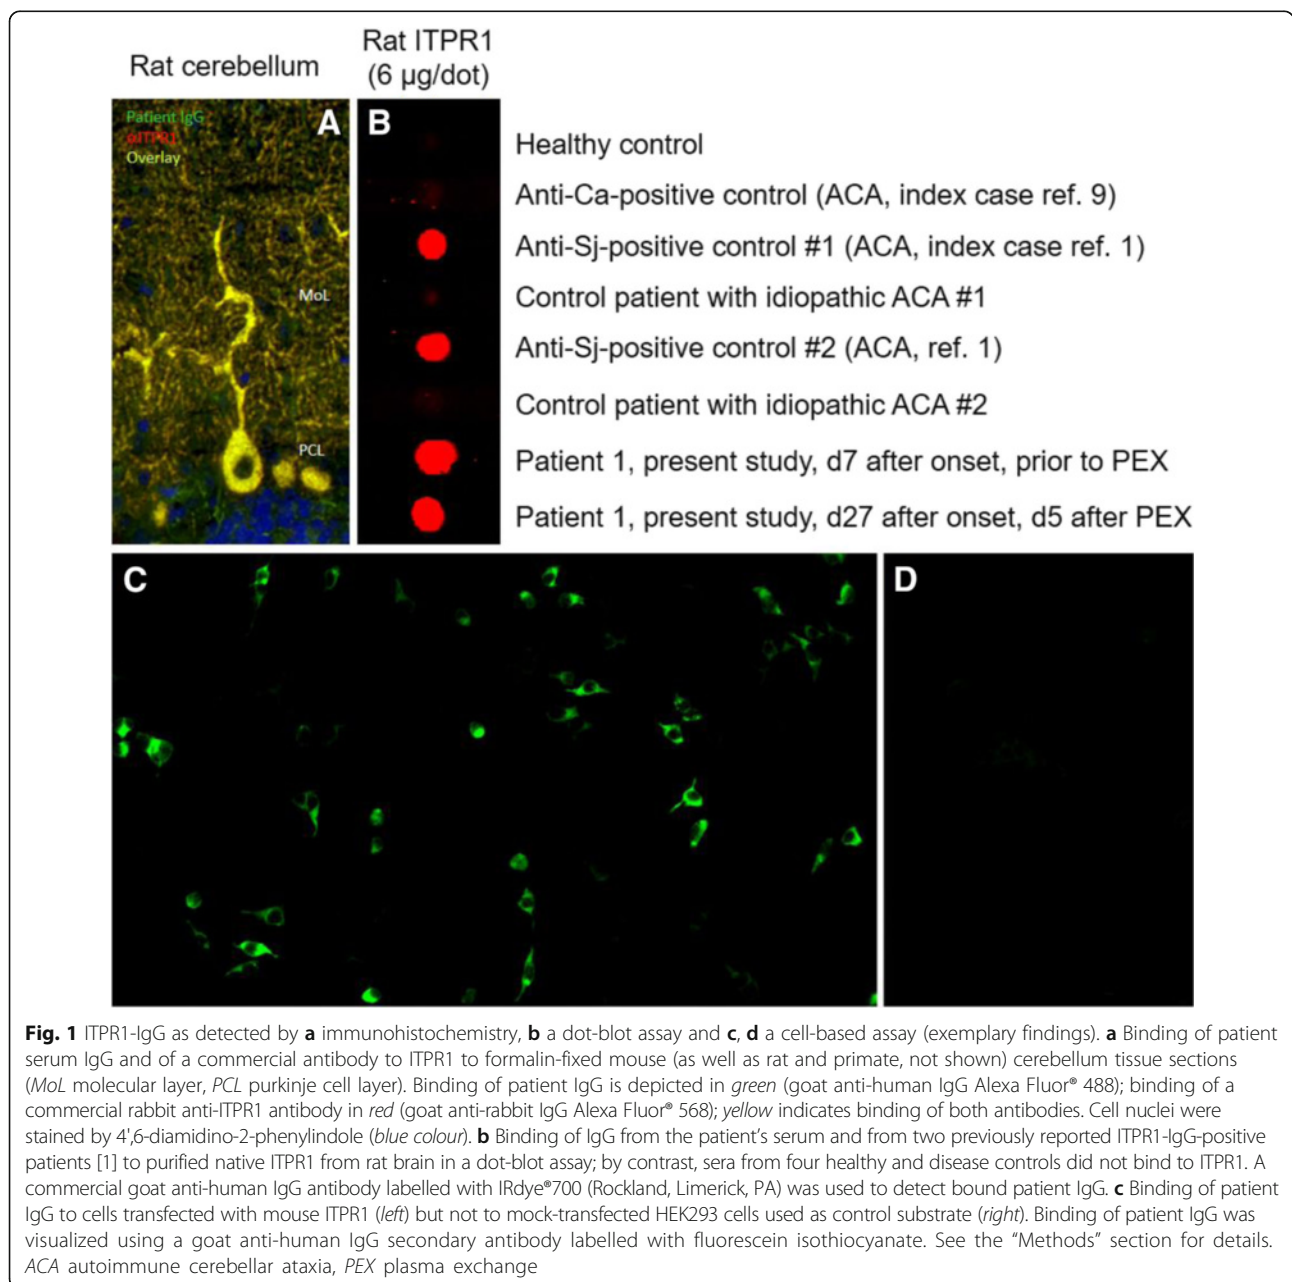 Rat cerebellum
Rat ITPR1
(6 µg/dot)
Patient IgG
αITPR1
Overlay
A
MoL
PCL
B
Healthy control
Anti-Ca-positive control (ACA, index case ref. 9)
Anti-Sj-positive control #1 (ACA, index case ref. 1)
Control patient with idiopathic ACA #1
Anti-Sj-positive control #2 (ACA, ref. 1)
Control patient with idiopathic ACA #2
Patient 1, present study, d7 after onset, prior to PEX
Patient 1, present study, d27 after onset, d5 after PEX
C
D
Fig. 1 ITPR1-IgG as detected by a immunohistochemistry, b a dot-blot assay and c, d a cell-based assay (exemplary findings). a Binding of patient
serum IgG and of a commercial antibody to ITPR1 to formalin-fixed mouse (as well as rat and primate, not shown) cerebellum tissue sections
(MoL molecular layer, PCL purkinje cell layer). Binding of patient IgG is depicted in green (goat anti-human IgG Alexa Fluor® 488); binding of a
commercial rabbit anti-ITPR1 antibody in red (goat anti-rabbit IgG Alexa Fluor® 568); yellow indicates binding of both antibodies. Cell nuclei were
stained by 4',6-diamidino-2-phenylindole (blue colour). b Binding of IgG from the patient's serum and from two previously reported ITPR1-IgG-positive
patients [1] to purified native ITPR1 from rat brain in a dot-blot assay; by contrast, sera from four healthy and disease controls did not bind to ITPR1. A
commercial goat anti-human IgG antibody labelled with IRdye®700 (Rockland, Limerick, PA) was used to detect bound patient IgG. c Binding of patient
IgG to cells transfected with mouse ITPR1 (left) but not to mock-transfected HEK293 cells used as control substrate (right). Binding of patient IgG was
visualized using a goat anti-human IgG secondary antibody labelled with fluorescein isothiocyanate. See the “Methods” section for details.
ACA autoimmune cerebellar ataxia, PEX plasma exchange